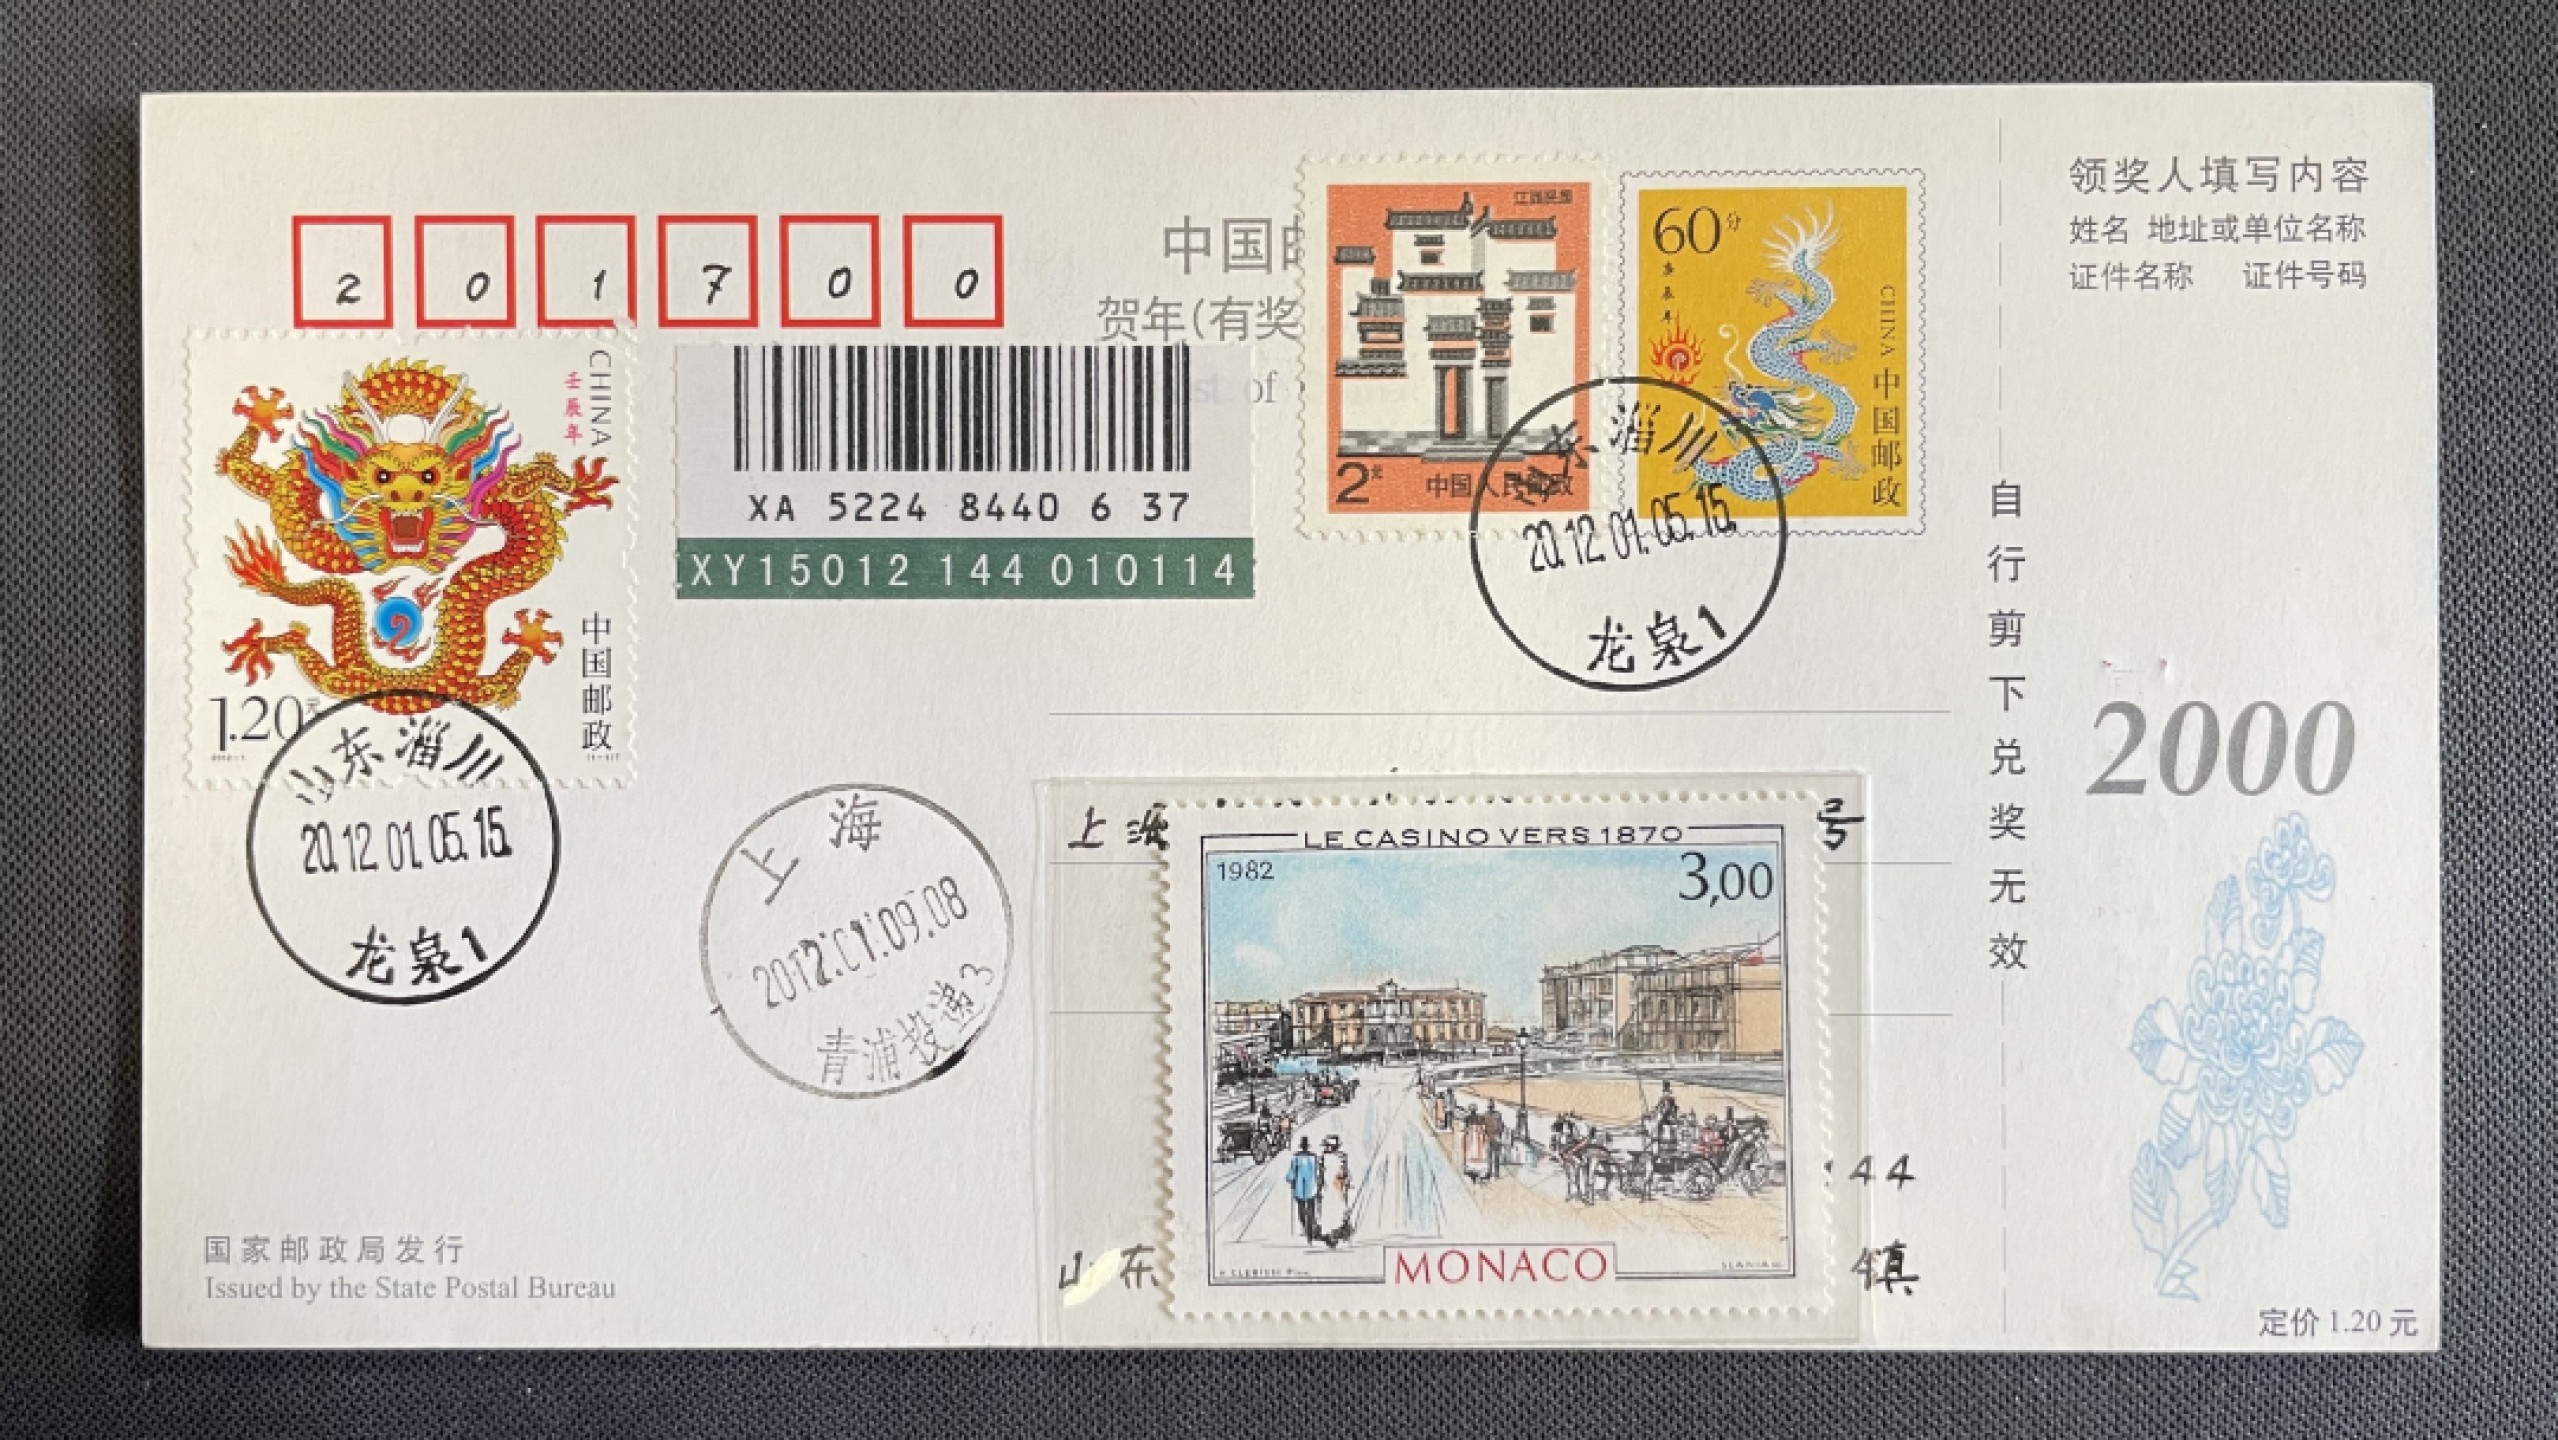 2 0 1 7 0 0
中国
贺年(有奖
st of
CHINA
壬辰年
1.20元
中国邮政
XA 5224 8440 6 37
XY15012 144 010114
江西民居
2元
中国人民邮政
60分
庚辰年
CHINA
中国邮政
山东淄川
20.12.01.05.15.
龙泉1
山东淄川
20.12.01.05.15.
龙泉1
上海
2012.01.09.08
青浦投递3
上海
号
LE CASINO VERS 1870
1982
3,00
MONACO
44
山东
镇
国家邮政局发行
Issued by the State Postal Bureau
自行剪下兑奖无效
领奖人填写内容
姓名 地址或单位名称
证件名称 证件号码
2000
定价 1.20 元